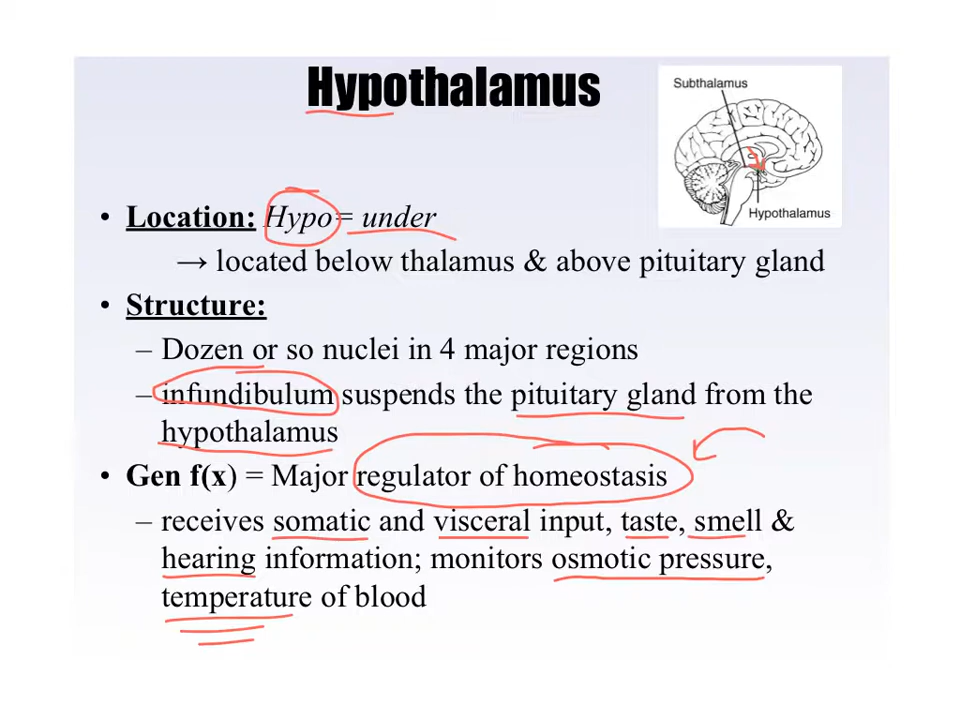 Hypothalamus
Subthalamus
Hypothalamus
• Location: Hypo= under
→ located below thalamus & above pituitary gland
• Structure:
– Dozen or so nuclei in 4 major regions
– infundibulum suspends the pituitary gland from the
hypothalamus
• Gen f(x) = Major regulator of homeostasis
– receives somatic and visceral input, taste, smell &
hearing information; monitors osmotic pressure,
temperature of blood